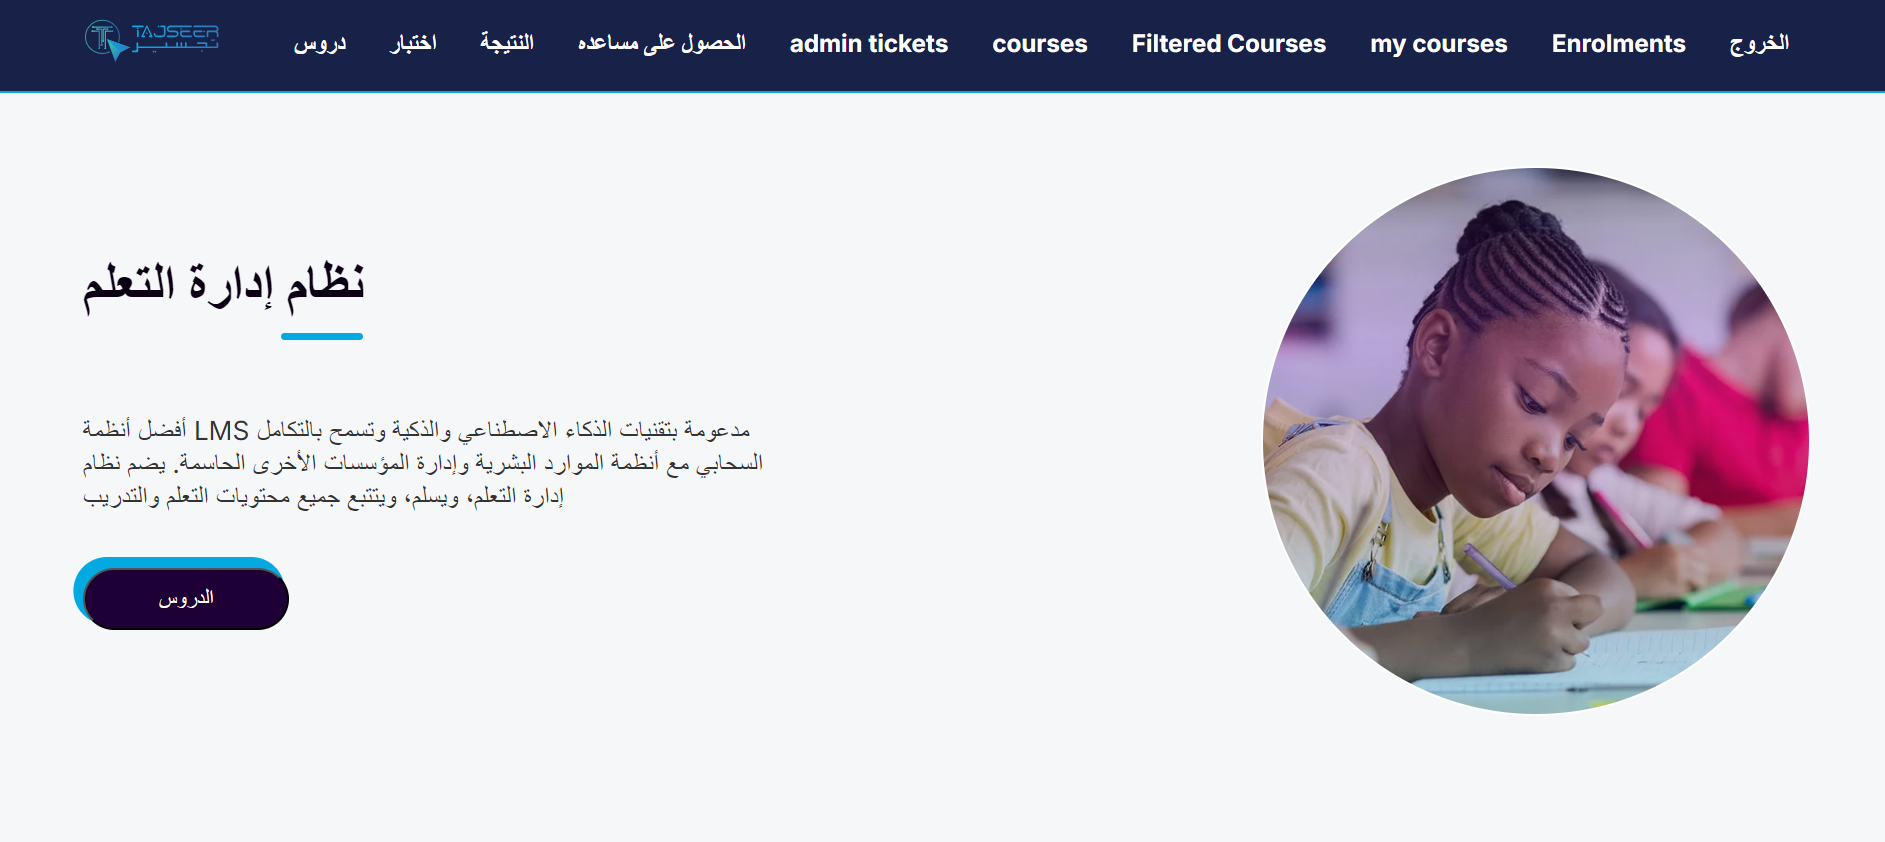 TAJSEER
تجسير
دروس
اختبار
النتيجة
الحصول على مساعده
admin tickets
courses
Filtered Courses
my courses
Enrolments
الخروج
نظام إدارة التعلم
أفضل أنظمة LMS مدعومة بتقنيات الذكاء الاصطناعي والذكية وتسمح بالتكامل
السحابي مع أنظمة الموارد البشرية وإدارة المؤسسات الأخرى الحاسمة. يضم نظام
إدارة التعلم، ويسلم، ويتتبع جميع محتويات التعلم والتدريب
الدروس